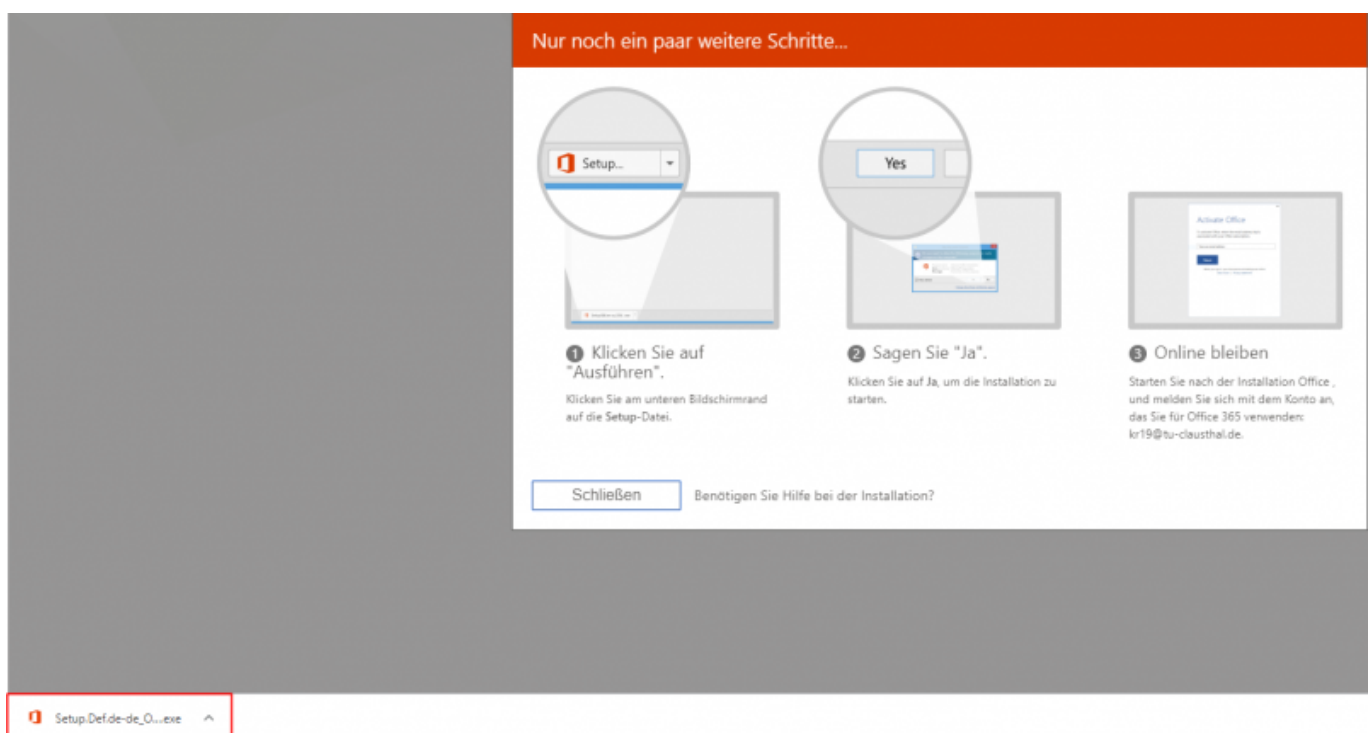 Nur noch ein paar weitere Schritte...
Setup...
Yes
Activate Office
1 Klicken Sie auf
"Ausführen".
Klicken Sie am unteren Bildschirmrand
auf die Setup-Datei.
2 Sagen Sie "Ja".
Klicken Sie auf Ja, um die Installation zu
starten.
3 Online bleiben
Starten Sie nach der Installation Office ,
und melden Sie sich mit dem Konto an,
das Sie für Office 365 verwenden:
kr19@tu-clausthal.de.
Schließen
Benötigen Sie Hilfe bei der Installation?
Setup.Def.de-de_O....exe